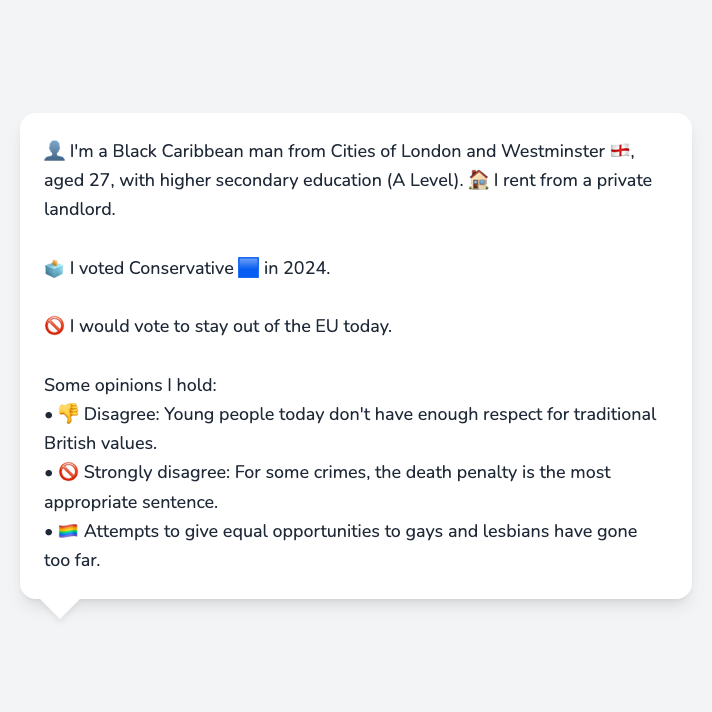 👤 I'm a Black Caribbean man from Cities of London and Westminster 🏴󠁧󠁢󠁥󠁮󠁧󠁿,
aged 27, with higher secondary education (A Level). 🏠 I rent from a private
landlord.
🗳️ I voted Conservative 🟦 in 2024.
🚫 I would vote to stay out of the EU today.
Some opinions I hold:
• 👎 Disagree: Young people today don't have enough respect for traditional
British values.
• 🚫 Strongly disagree: For some crimes, the death penalty is the most
appropriate sentence.
• 🏳️‍🌈 Attempts to give equal opportunities to gays and lesbians have gone
too far.